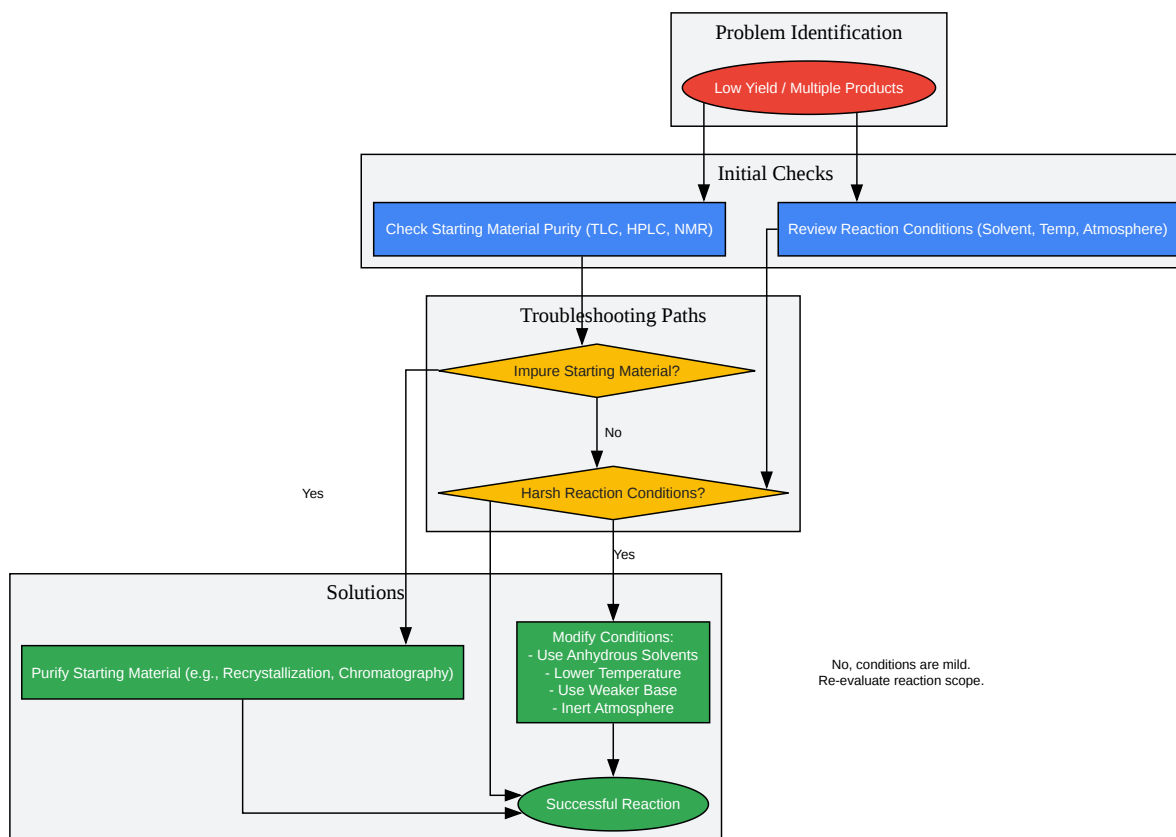 Problem Identification
Low Yield / Multiple Products
Initial Checks
Check Starting Material Purity (TLC, HPLC, NMR)
Review Reaction Conditions (Solvent, Temp, Atmosphere)
Troubleshooting Paths
Impure Starting Material?
No
Harsh Reaction Conditions?
Yes
Yes
Solutions
Purify Starting Material (e.g., Recrystallization, Chromatography)
Modify Conditions:
- Use Anhydrous Solvents
- Lower Temperature
- Use Weaker Base
- Inert Atmosphere
No, conditions are mild.
Re-evaluate reaction scope.
Successful Reaction